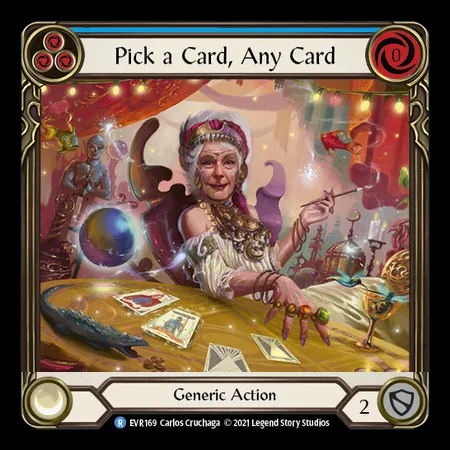 Pick a Card, Any Card
0
Generic Action
2
R EVR169 Carlos Cruchaga © 2021 Legend Story Studios